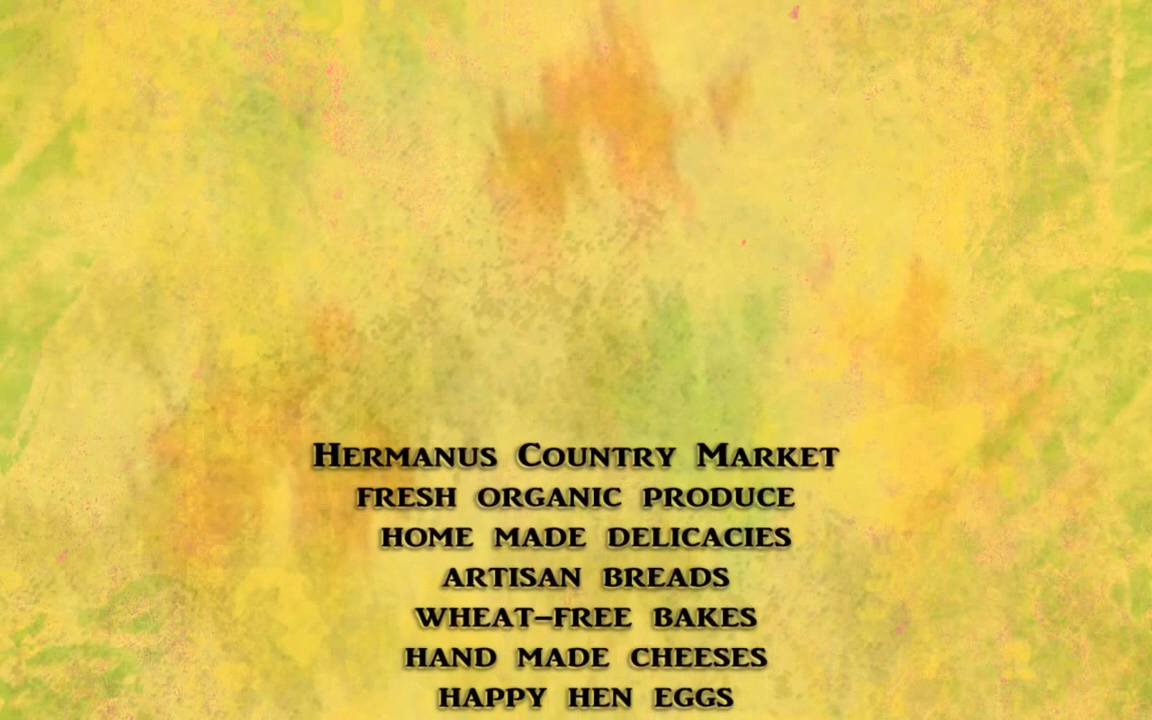 Hermanus Country Market
fresh organic produce
home made delicacies
artisan breads
wheat-free bakes
hand made cheeses
happy hen eggs